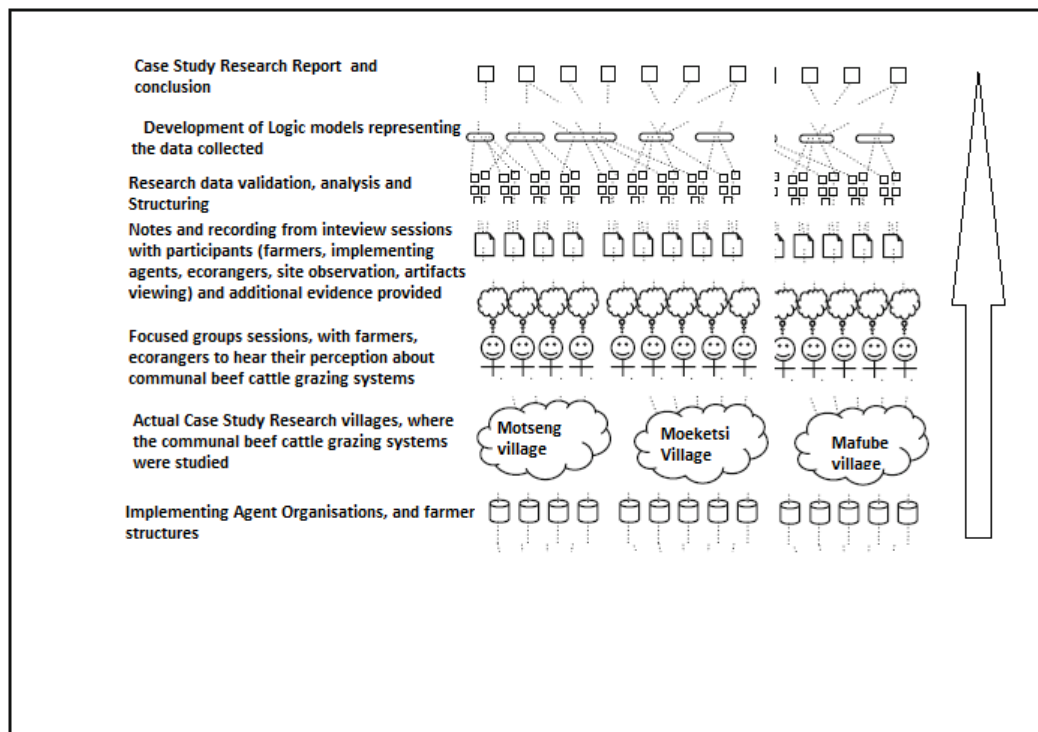 Case Study Research Report and
conclusion
Development of Logic models representing
the data collected
Research data validation, analysis and
Structuring
Notes and recording from inteview sessions
with participants (farmers, implementing
agents, ecorangers, site observation, artifacts
viewing) and additional evidence provided
Focused groups sessions, with farmers,
ecorangers to hear their perception about
communal beef cattle grazing systems
Actual Case Study Research villages, where
the communal beef cattle grazing systems
were studied
Motseng
village
Moeketsi
Village
Mafube
village
Implementing Agent Organisations, and farmer
structures